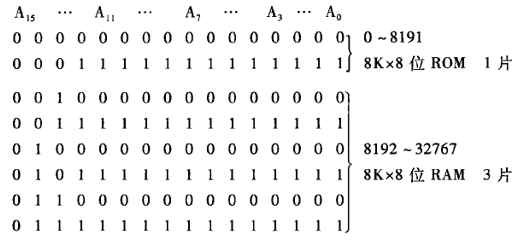 A₁₅ … A₁₁ … A₇ … A₃ … A₀
0 0 0 0 0 0 0 0 0 0 0 0 0 0 0 0 0~8191
0 0 0 1 1 1 1 1 1 1 1 1 1 1 1 1 8K×8 位 ROM 1 片
0 0 1 0 0 0 0 0 0 0 0 0 0 0 0 0
0 0 1 1 1 1 1 1 1 1 1 1 1 1 1 1
0 1 0 0 0 0 0 0 0 0 0 0 0 0 0 0 8192~32767
0 1 0 1 1 1 1 1 1 1 1 1 1 1 1 1 8K×8 位 RAM 3 片
0 1 1 0 0 0 0 0 0 0 0 0 0 0 0 0
0 1 1 1 1 1 1 1 1 1 1 1 1 1 1 1